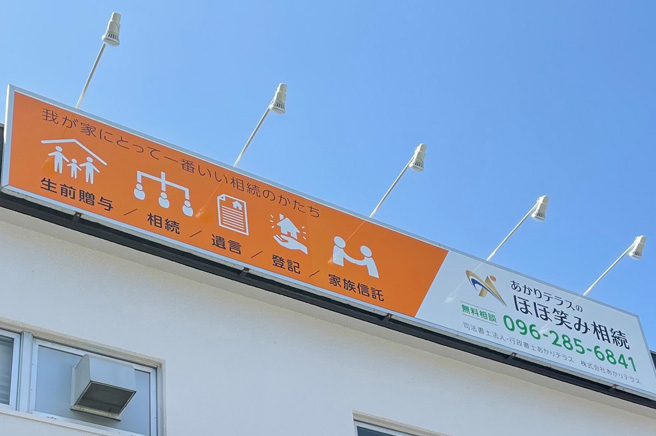 我が家にとって一番いい相続のかたち
生前贈与／相続／遺言／登記／家族信託
あかりテラスの
ほほ笑み相続
無料相談 096-285-6841
司法書士法人・行政書士あかりテラス 株式会社あかりテラス